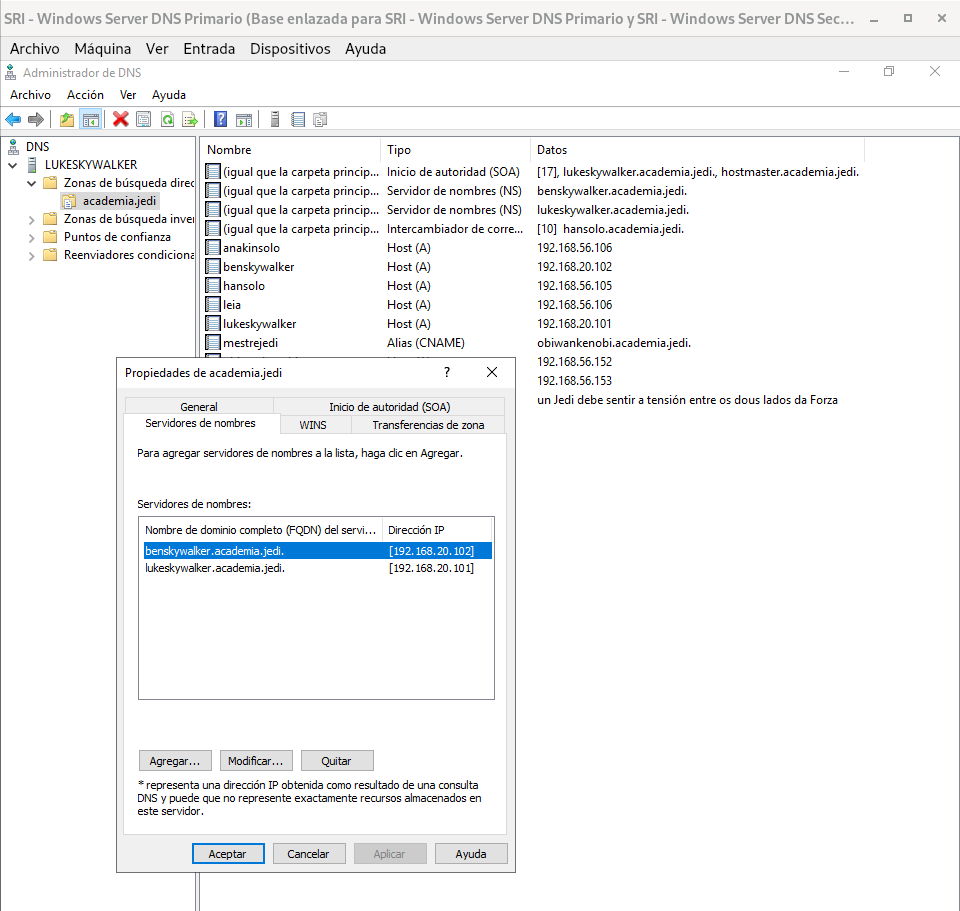 SRI - Windows Server DNS Primario (Base enlazada para SRI - Windows Server DNS Primario y SRI - Windows Server DNS Sec...
Archivo Máquina Ver Entrada Dispositivos Ayuda
Administrador de DNS
Archivo Acción Ver Ayuda
DNS
LUKESKYWALKER
Zonas de búsqueda direc
academia.jedi
Zonas de búsqueda inver
Puntos de confianza
Reenviadores condiciona
Nombre Tipo Datos
(igual que la carpeta princip... Inicio de autoridad (SOA) [17], lukeskywalker.academia.jedi., hostmaster.academia.jedi.
(igual que la carpeta princip... Servidor de nombres (NS) benskywalker.academia.jedi.
(igual que la carpeta princip... Servidor de nombres (NS) lukeskywalker.academia.jedi.
(igual que la carpeta princip... Intercambiador de corre... [10] hansolo.academia.jedi.
anakinsolo Host (A) 192.168.56.106
benskywalker Host (A) 192.168.20.102
hansolo Host (A) 192.168.56.105
leia Host (A) 192.168.56.106
lukeskywalker Host (A) 192.168.20.101
mestrejedi Alias (CNAME) obiwankenobi.academia.jedi.
192.168.56.152
192.168.56.153
un Jedi debe sentir a tensión entre os dous lados da Forza
Propiedades de academia.jedi ?
General Inicio de autoridad (SOA)
Servidores de nombres WINS Transferencias de zona
Para agregar servidores de nombres a la lista, haga clic en Agregar.
Servidores de nombres:
Nombre de dominio completo (FQDN) del servi... Dirección IP
benskywalker.academia.jedi. [192.168.20.102]
lukeskywalker.academia.jedi. [192.168.20.101]
Agregar... Modificar... Quitar
* representa una dirección IP obtenida como resultado de una consulta
DNS y puede que no represente exactamente recursos almacenados en
este servidor.
Aceptar Cancelar Aplicar Ayuda